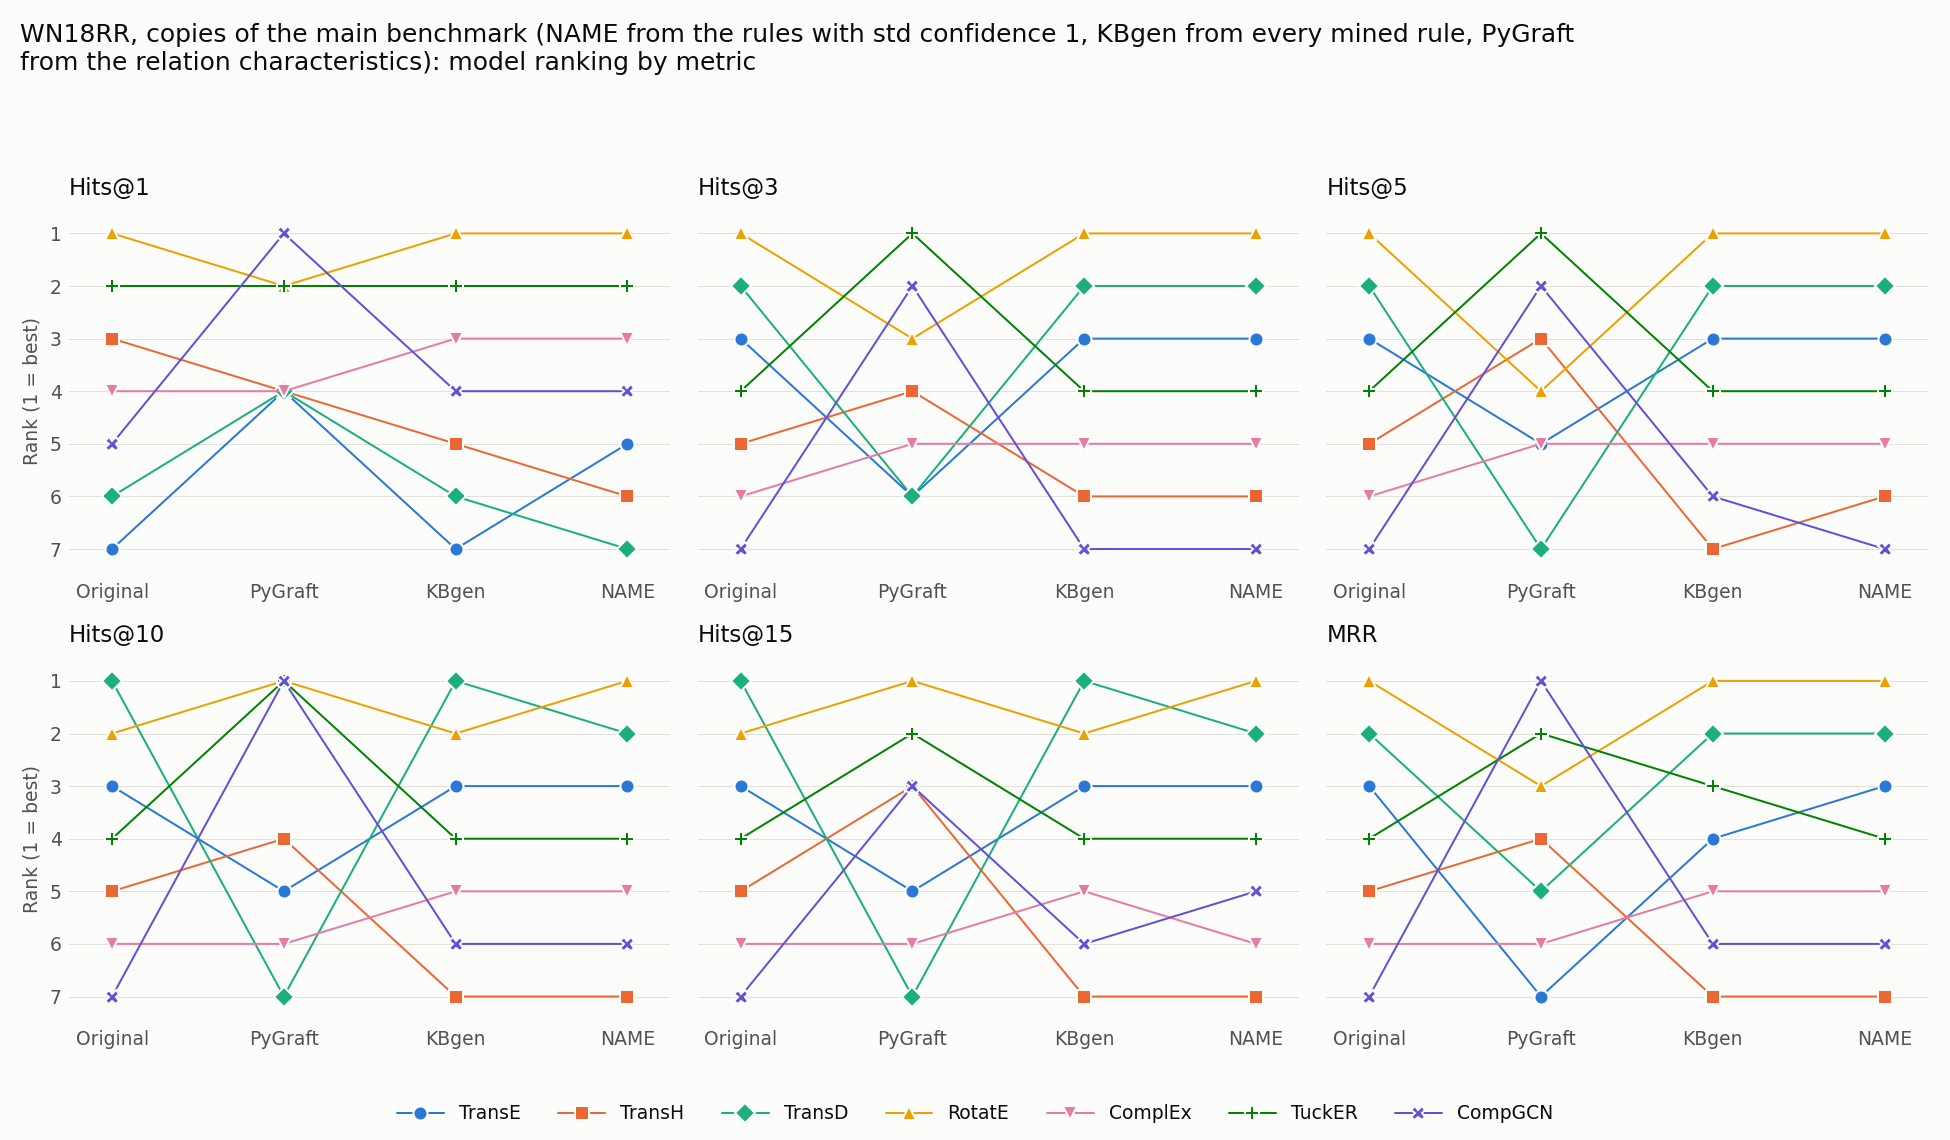 WN18RR, copies of the main benchmark (NAME from the rules with std confidence 1, KBgen from every mined rule, PyGraft
from the relation characteristics): model ranking by metric
Hits@1
Hits@3
Hits@5
Rank (1 = best)
1
2
3
4
5
6
7
Original PyGraft KBgen NAME
Original PyGraft KBgen NAME
Original PyGraft KBgen NAME
Hits@10
Hits@15
MRR
Rank (1 = best)
1
2
3
4
5
6
7
Original PyGraft KBgen NAME
Original PyGraft KBgen NAME
Original PyGraft KBgen NAME
TransE TransH TransD RotatE ComplEx TuckER CompGCN